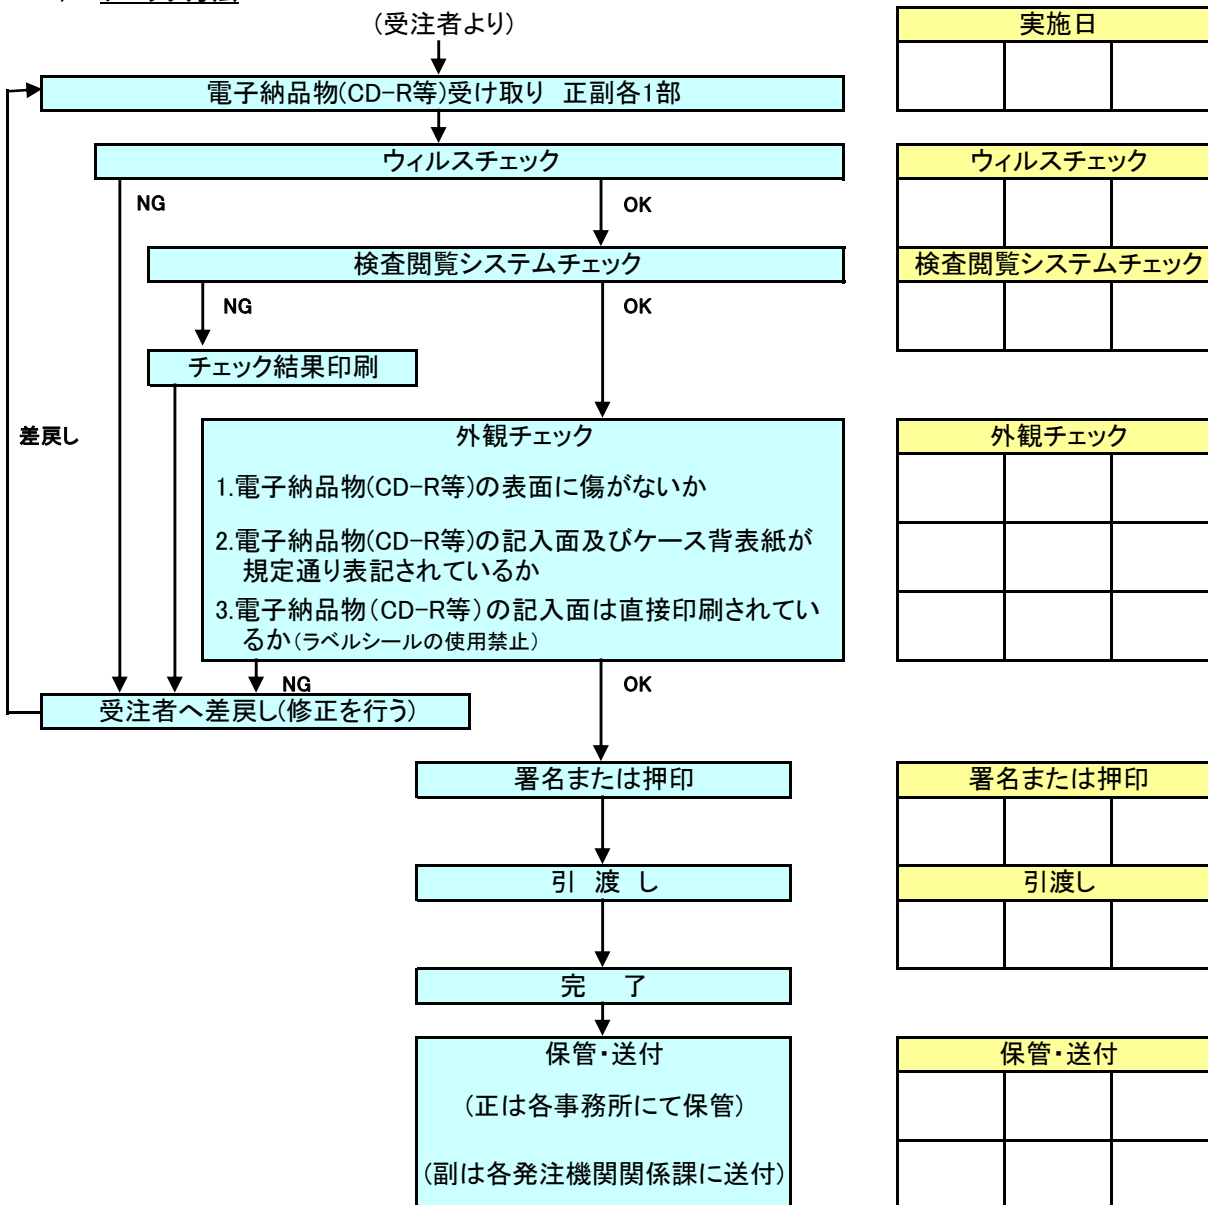 (受注者より)
実施日
電子納品物(CD-R等)受け取り 正副各1部
ウィルスチェック
ウィルスチェック
NG
OK
検査閲覧システムチェック
検査閲覧システムチェック
NG
OK
チェック結果印刷
差戻し
外観チェック
外観チェック
1.電子納品物(CD-R等)の表面に傷がないか
2.電子納品物(CD-R等)の記入面及びケース背表紙が
規定通り表記されているか
3.電子納品物(CD-R等)の記入面は直接印刷されてい
るか(ラベルシールの使用禁止)
NG
OK
受注者へ差戻し(修正を行う)
署名または押印
署名または押印
引 渡 し
引渡し
完 了
保管・送付
保管・送付
(正は各事務所にて保管)
(副は各発注機関関係課に送付)